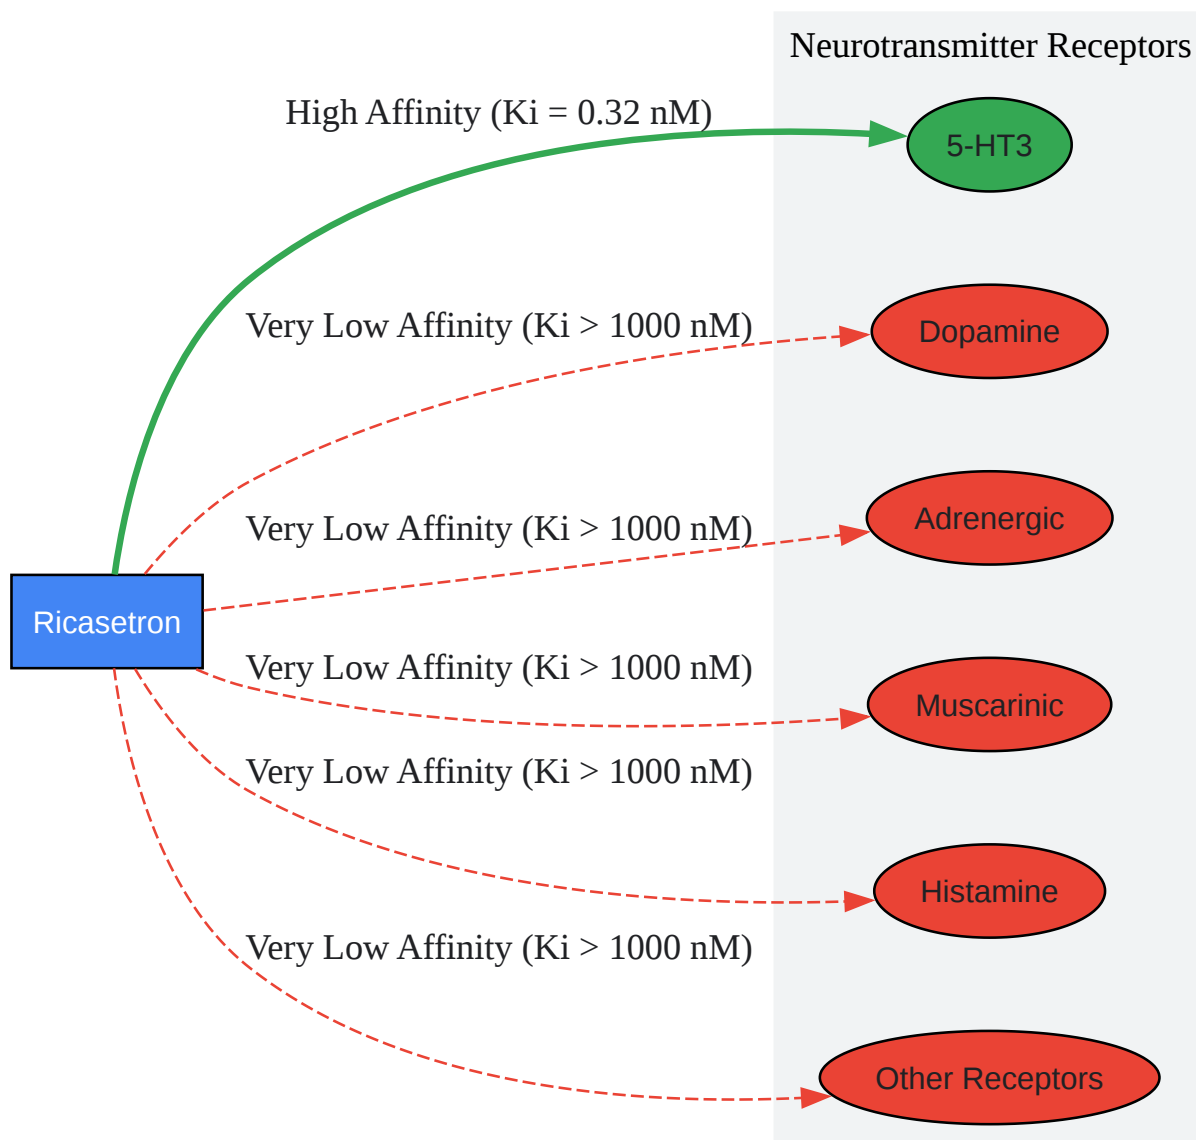 Neurotransmitter Receptors
High Affinity (Ki = 0.32 nM)
5-HT3
Very Low Affinity (Ki > 1000 nM)
Dopamine
Very Low Affinity (Ki > 1000 nM)
Adrenergic
Ricasetron
Very Low Affinity (Ki > 1000 nM)
Muscarinic
Very Low Affinity (Ki > 1000 nM)
Histamine
Very Low Affinity (Ki > 1000 nM)
Other Receptors